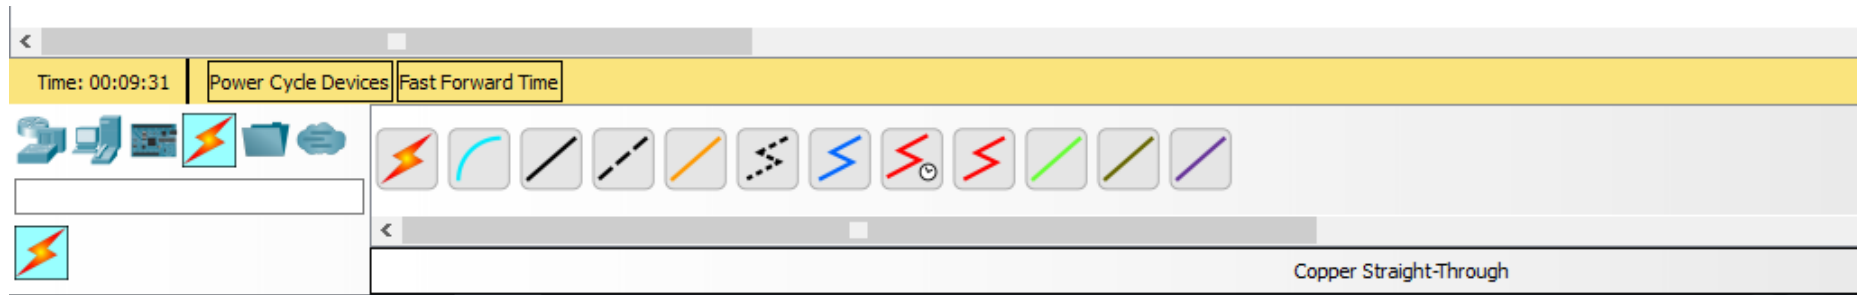 Time: 00:09:31 Power Cycle Devices Fast Forward Time
Copper Straight-Through